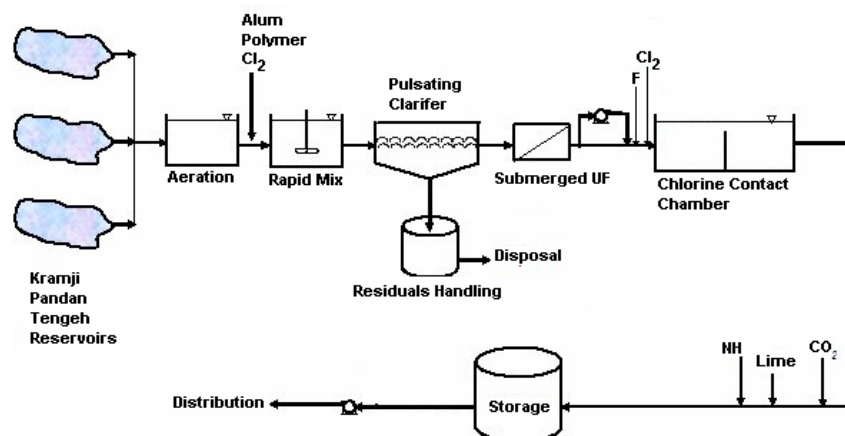 Alum
Polymer
Cl2
Pulsating
Clarifer
Cl2
F
Aeration
Rapid Mix
Submerged UF
Chlorine Contact
Chamber
Disposal
Residuals Handling
Kramji
Pandan
Tengeh
Reservoirs
NH
Lime
CO2
Distribution
Storage